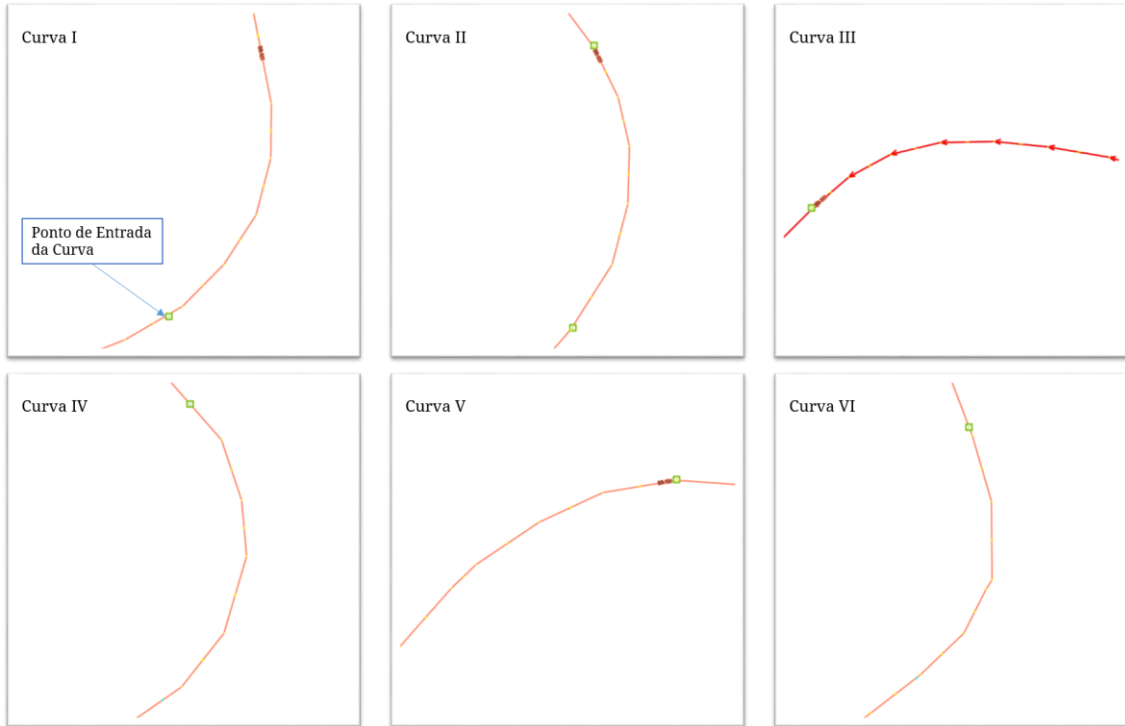 Curva I
Curva II
Curva III
Ponto de Entrada
da Curva
Curva IV
Curva V
Curva VI